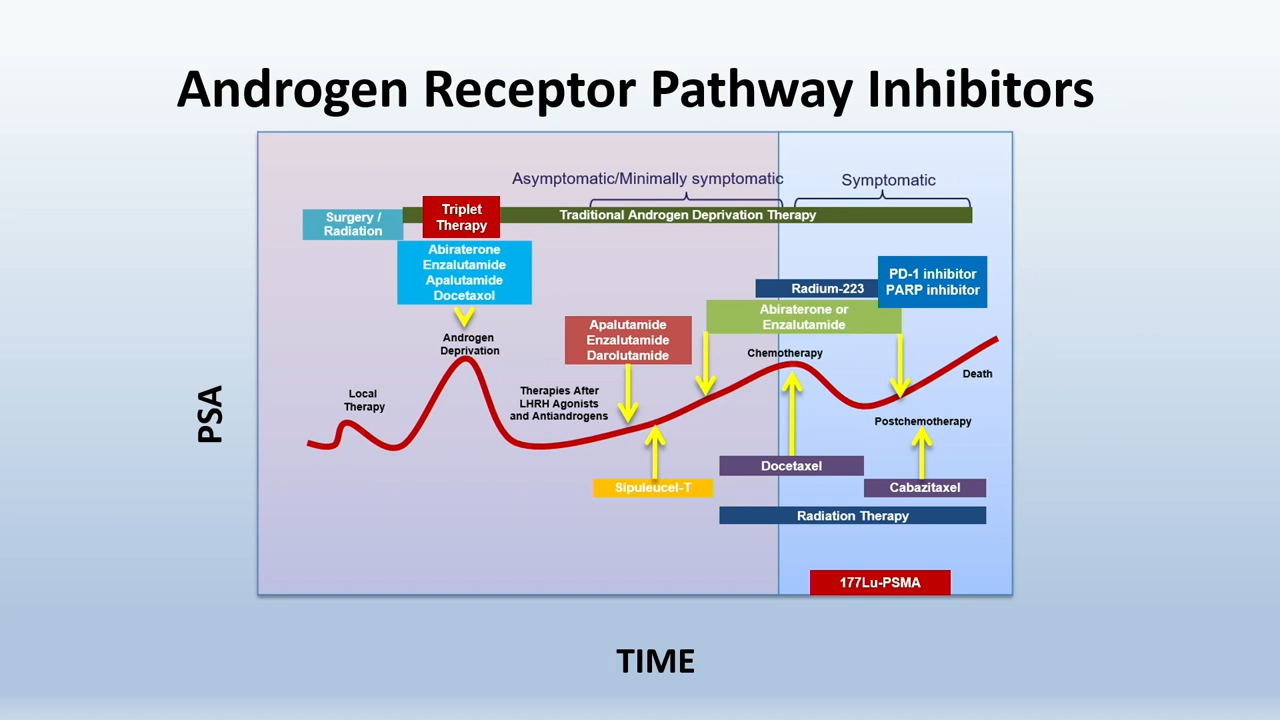 Androgen Receptor Pathway Inhibitors
Asymptomatic/Minimally symptomatic
Symptomatic
Surgery /
Radiation
Triplet
Therapy
Traditional Androgen Deprivation Therapy
Abiraterone
Enzalutamide
Apalutamide
Docetaxol
PD-1 inhibitor
PARP inhibitor
Radium-223
Abiraterone or
Enzalutamide
Apalutamide
Enzalutamide
Darolutamide
Androgen
Deprivation
Chemotherapy
Death
Local
Therapy
Therapies After
LHRH Agonists
and Antiandrogens
Postchemotherapy
PSA
Docetaxel
Sipuleucel-T
Cabazitaxel
Radiation Therapy
177Lu-PSMA
TIME